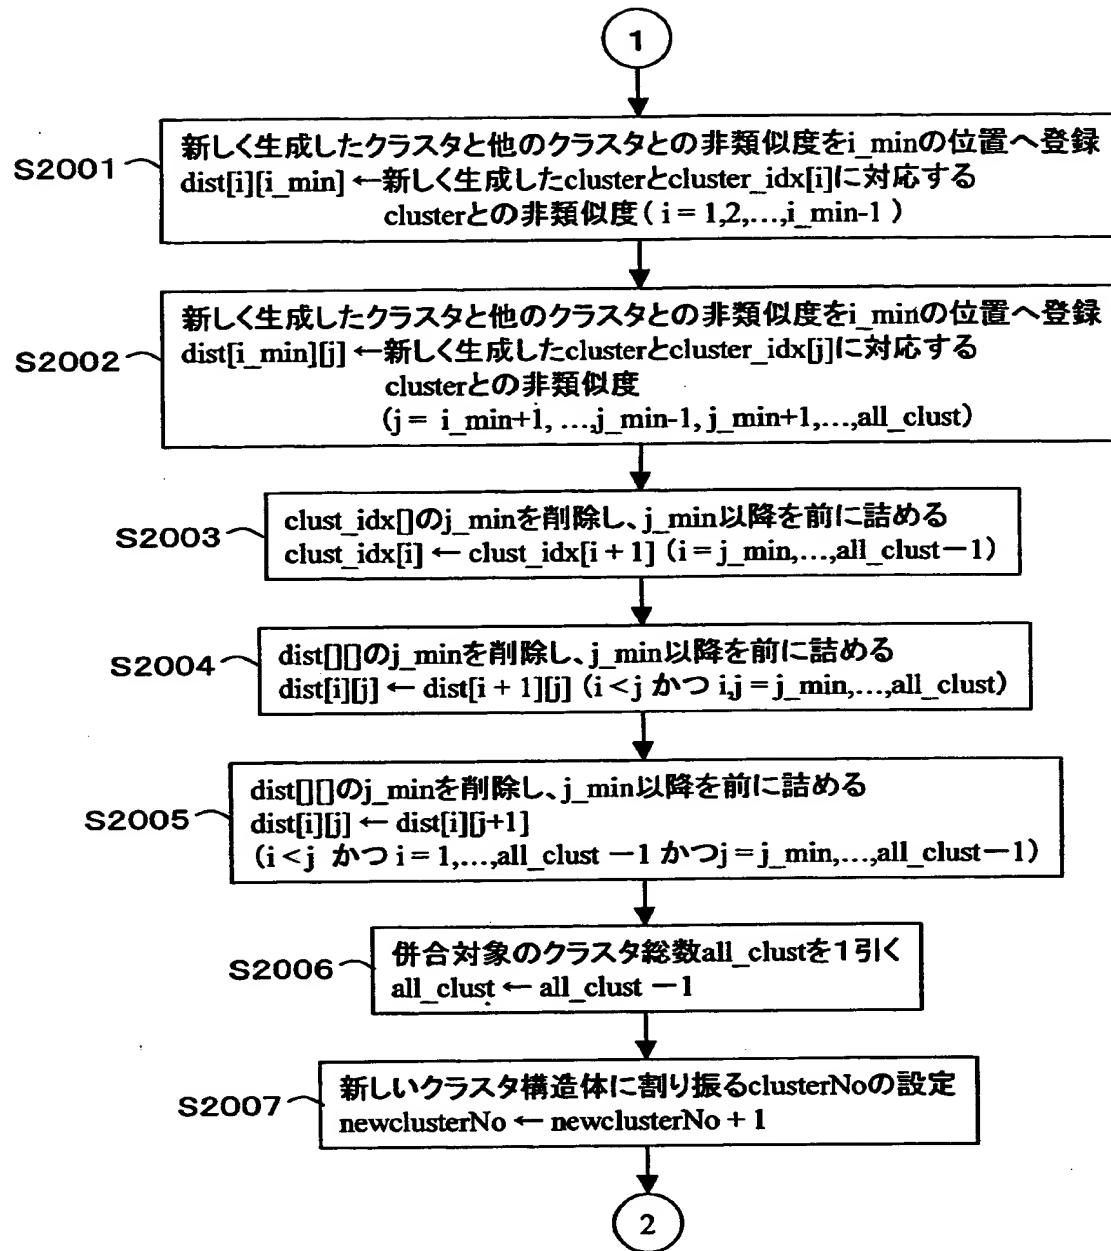 1
S2001
新しく生成したクラスタと他のクラスタとの非類似度をi_minの位置へ登録
dist[i][i_min] ←新しく生成したclusterとcluster_idx[i]に対応する
clusterとの非類似度 ( i = 1,2,…,i_min-1 )
S2002
新しく生成したクラスタと他のクラスタとの非類似度をi_minの位置へ登録
dist[i_min][j] ←新しく生成したclusterとcluster_idx[j]に対応する
clusterとの非類似度
(j = i_min+1, …,j_min-1, j_min+1,…,all_clust)
S2003
clust_idx[]のj_minを削除し、j_min以降を前に詰める
clust_idx[i] ← clust_idx[i + 1] (i = j_min,…,all_clust－1)
S2004
dist[][]のj_minを削除し、j_min以降を前に詰める
dist[i][j] ← dist[i + 1][j] (i < j かつ i,j = j_min,…,all_clust)
S2005
dist[][]のj_minを削除し、j_min以降を前に詰める
dist[i][j] ← dist[i][j+1]
(i < j かつ i = 1,…,all_clust －1 かつj = j_min,…,all_clust－1)
S2006
併合対象のクラスタ総数all_clustを１引く
all_clust ← all_clust －1
S2007
新しいクラスタ構造体に割り振るclusterNoの設定
newclusterNo ← newclusterNo + 1
2